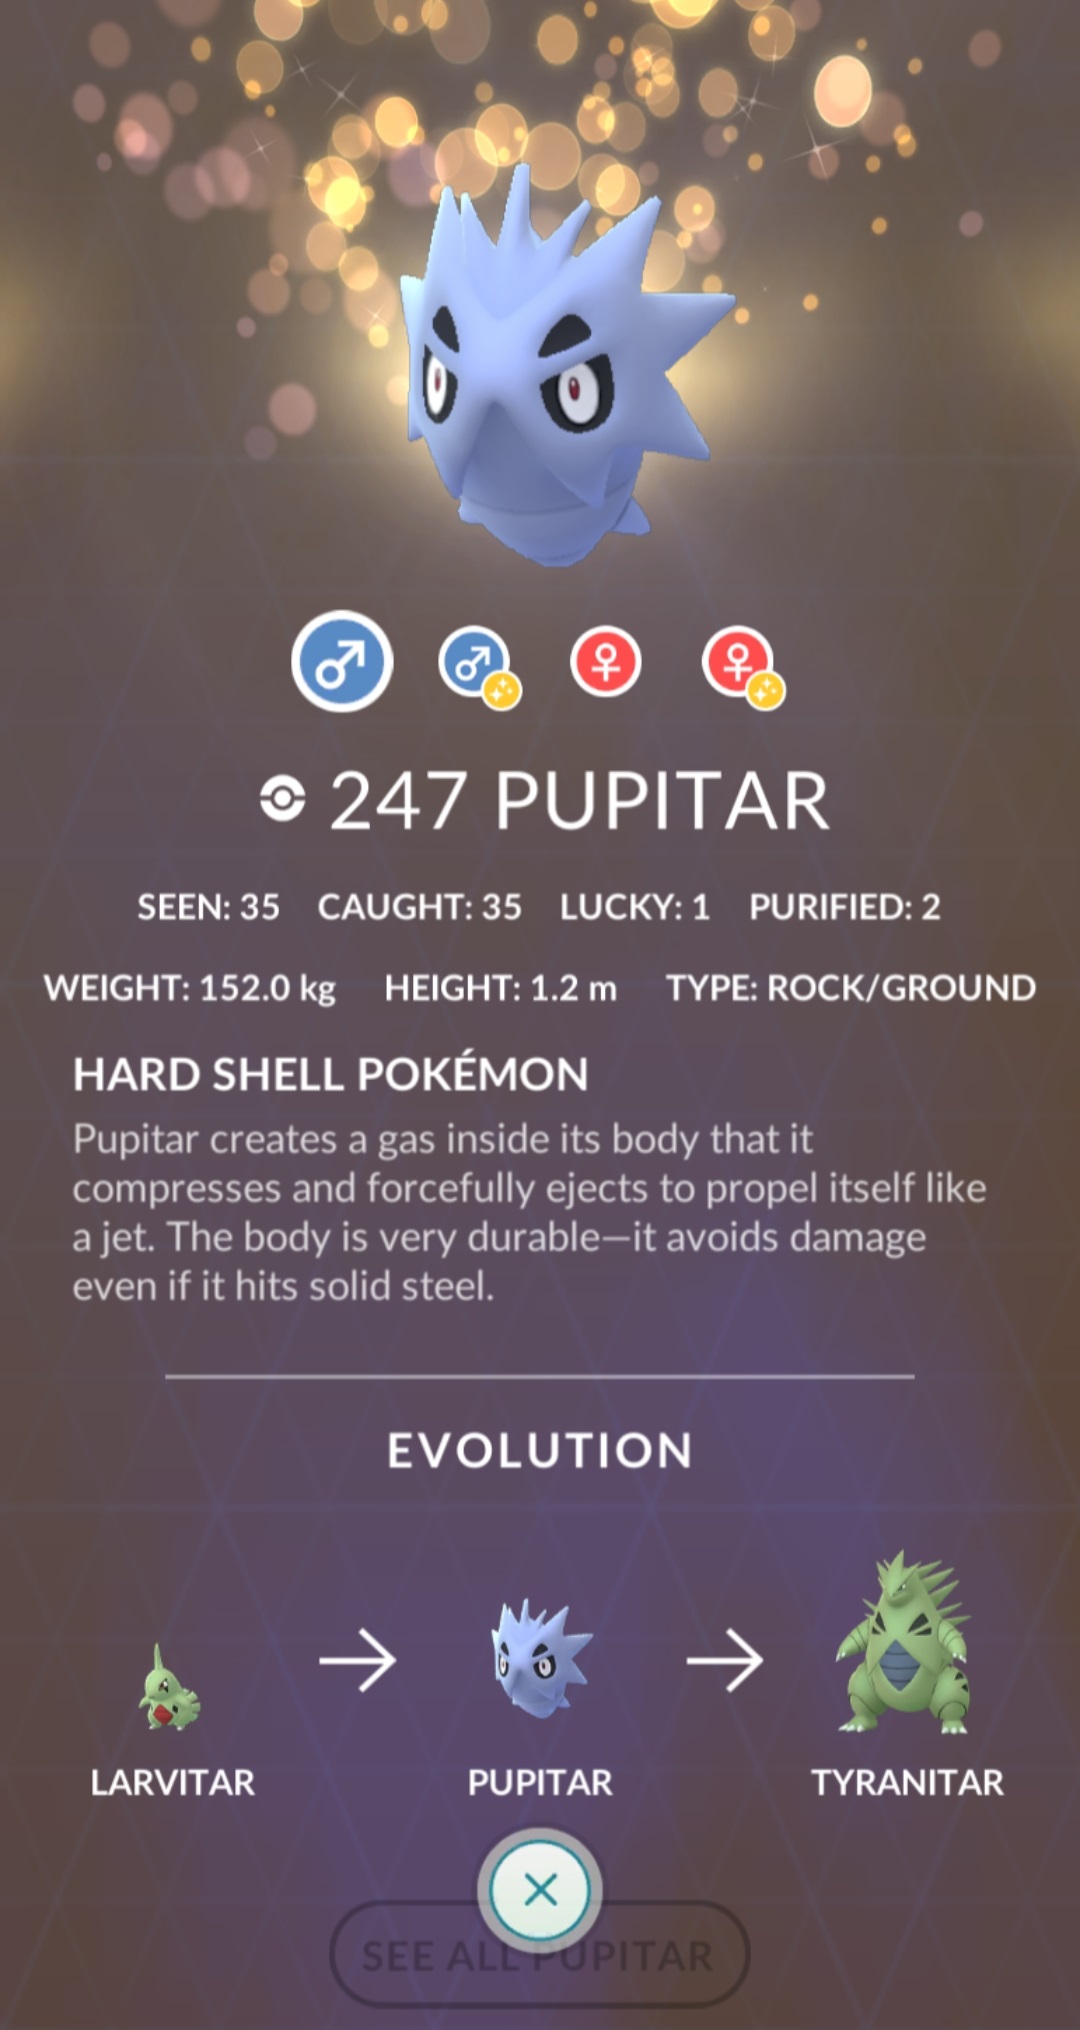 247 PUPITAR
SEEN: 35 CAUGHT: 35 LUCKY: 1 PURIFIED: 2
WEIGHT: 152.0 kg HEIGHT: 1.2 m TYPE: ROCK/GROUND
HARD SHELL POKÉMON
Pupitar creates a gas inside its body that it
compresses and forcefully ejects to propel itself like
a jet. The body is very durable—it avoids damage
even if it hits solid steel.
EVOLUTION
LARVITAR PUPITAR TYRANITAR
SEE ALL PUPITAR